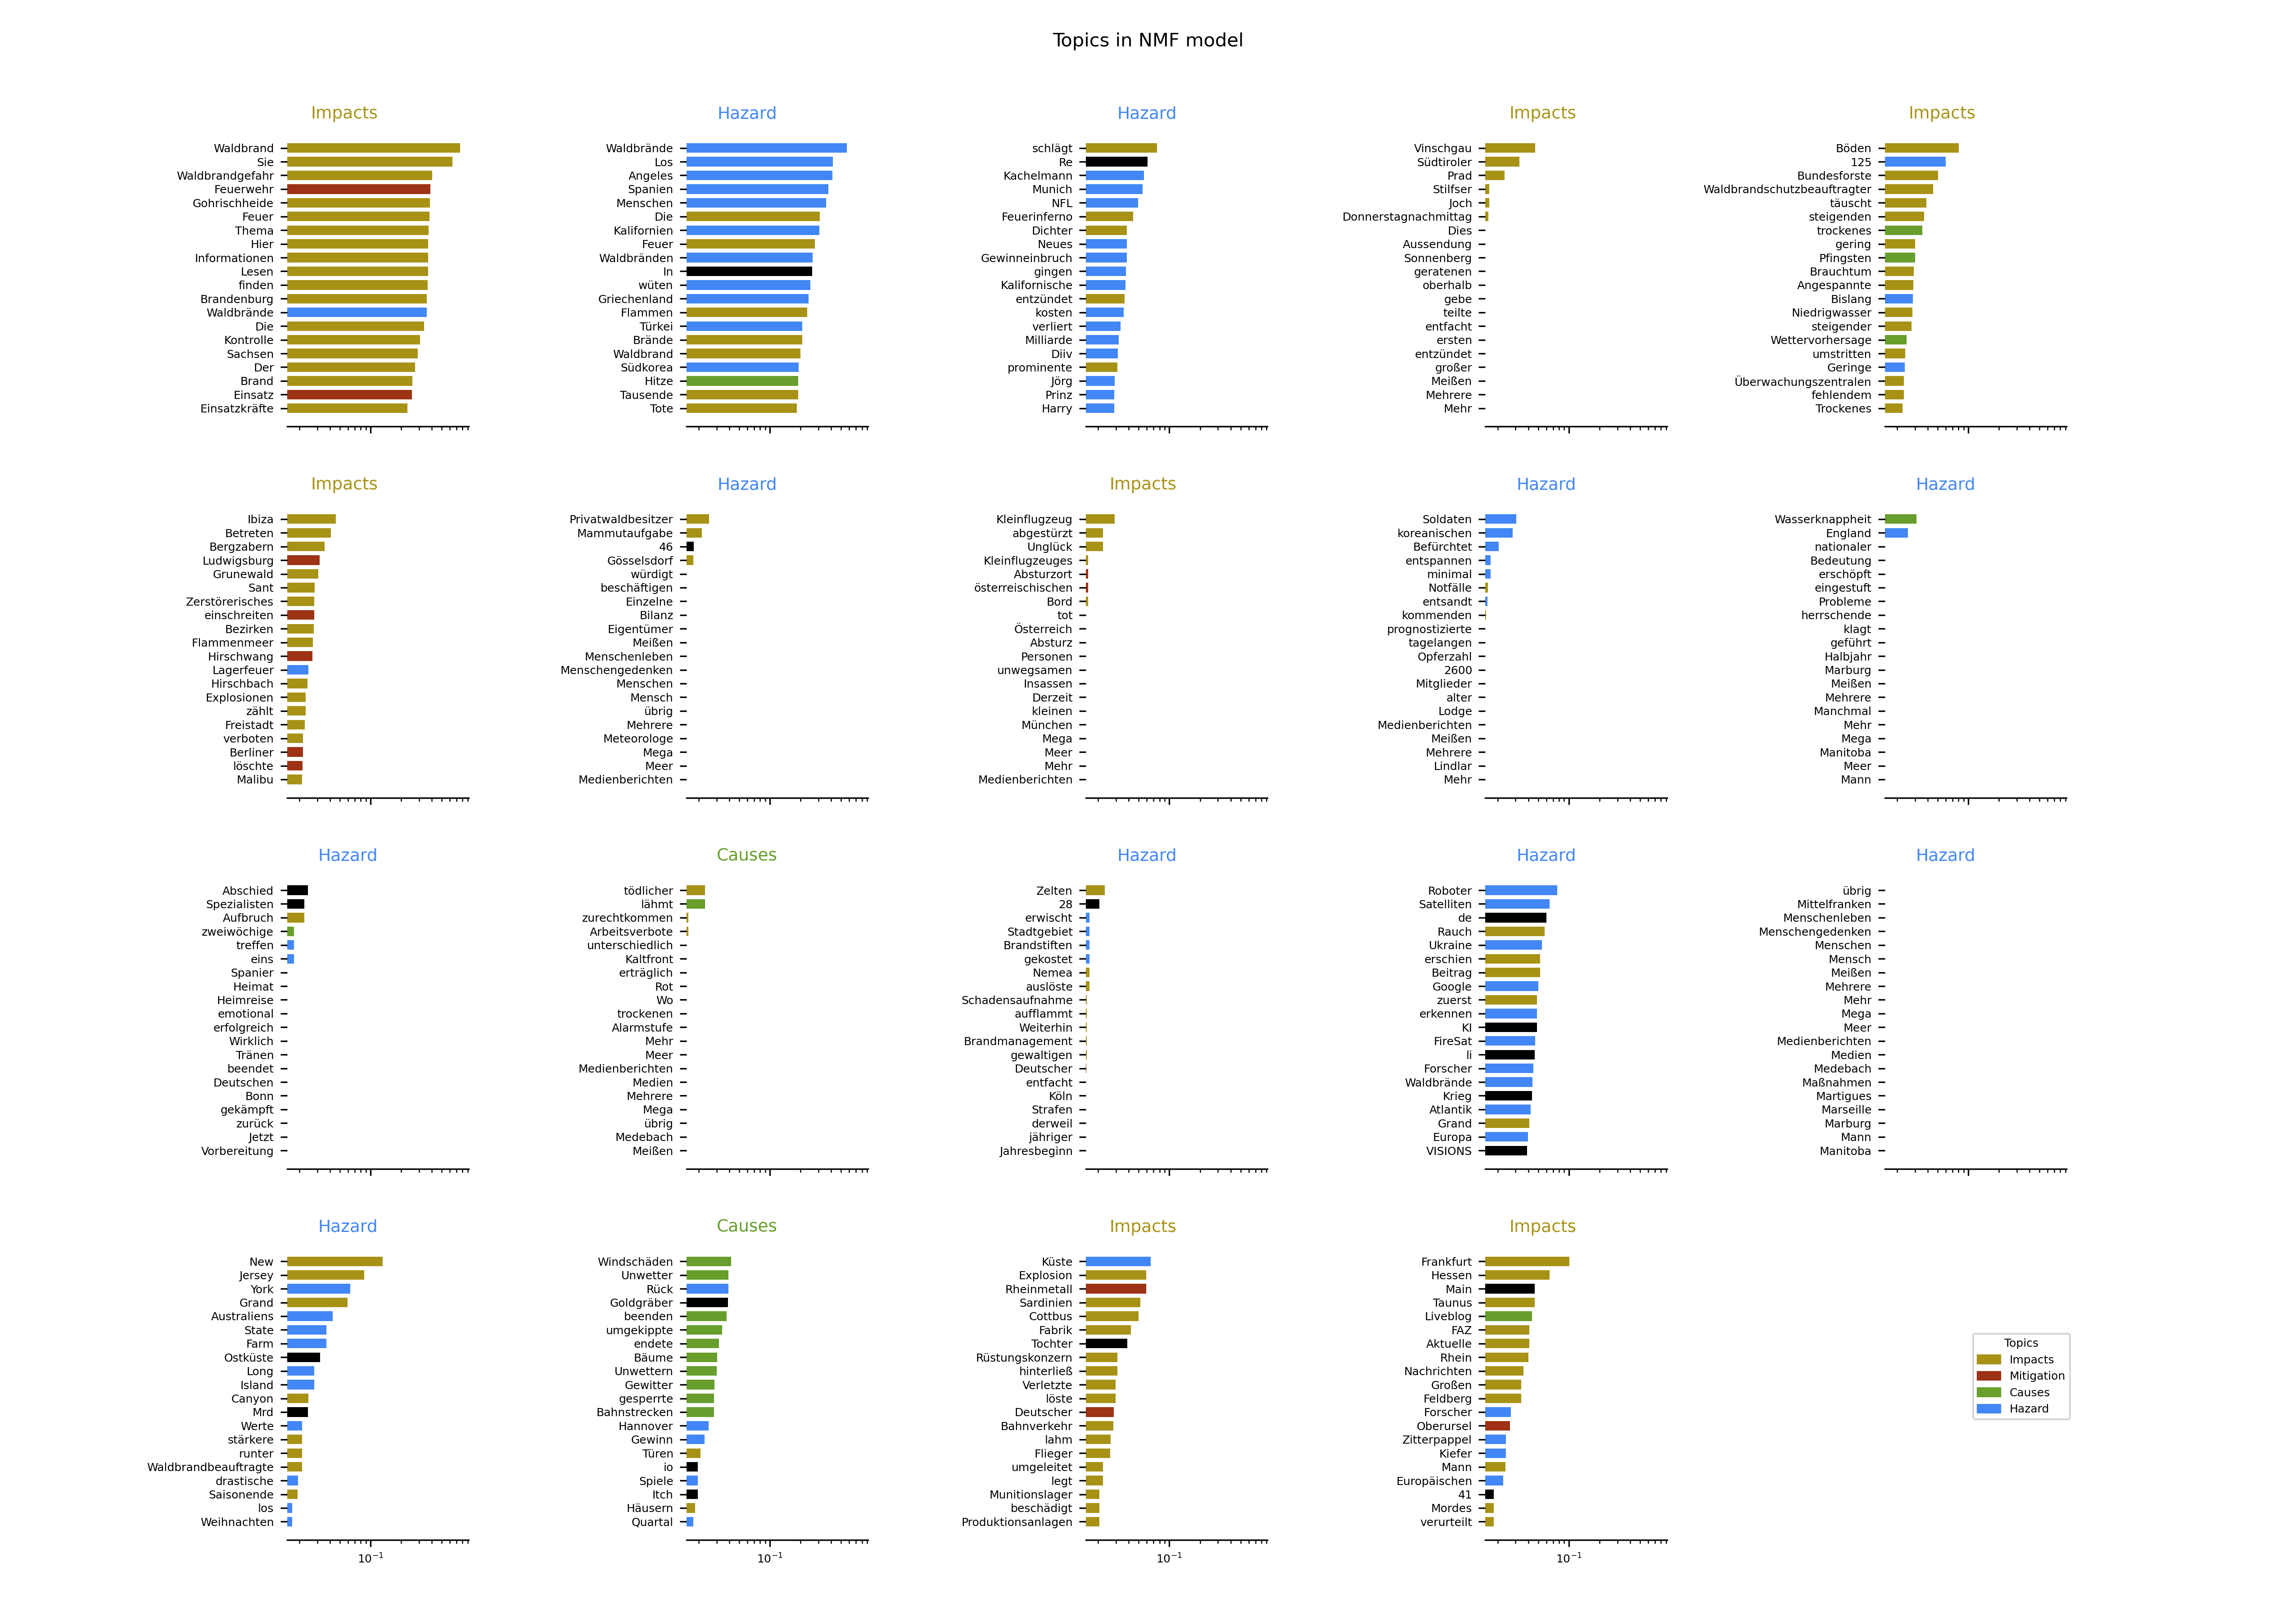 Topics in NMF model
Impacts
Waldbrand
Sie
Waldbrandgefahr
Feuerwehr
Gohrischheide
Feuer
Thema
Hier
Informationen
Lesen
finden
Brandenburg
Waldbrände
Die
Kontrolle
Sachsen
Der
Brand
Einsatz
Einsatzkräfte
Hazard
Waldbrände
Los
Angeles
Spanien
Menschen
Die
Kalifornien
Feuer
Waldbränden
In
wüten
Griechenland
Flammen
Türkei
Brände
Waldbrand
Südkorea
Hitze
Tausende
Tote
Hazard
schlägt
Re
Kachelmann
Munich
NFL
Feuerinferno
Dichter
Neues
Gewinneinbruch
gingen
Kalifornische
entzündet
kosten
verliert
Milliarde
Diiv
prominente
Jörg
Prinz
Harry
Impacts
Vinschgau
Südtiroler
Prad
Stilfser
Joch
Donnerstagnachmittag
Dies
Aussendung
Sonnenberg
geratenen
oberhalb
gebe
teilte
entfacht
ersten
entzündet
großer
Meißen
Mehrere
Mehr
Impacts
Böden
125
Bundesforste
Waldbrandschutzbeauftragter
täuscht
steigenden
trockenes
gering
Pfingsten
Brauchtum
Angespannte
Bislang
Niedrigwasser
steigender
Wettervorhersage
umstritten
Geringe
Überwachungszentralen
fehlendem
Trockenes
Impacts
Ibiza
Betreten
Bergzabern
Ludwigsburg
Grunewald
Sant
Zerstörerisches
einschreiten
Bezirken
Flammenmeer
Hirschwang
Lagerfeuer
Hirschbach
Explosionen
zählt
Freistadt
verboten
Berliner
löschte
Malibu
Hazard
Privatwaldbesitzer
Mammutaufgabe
46
Gösselsdorf
würdigt
beschäftigen
Einzelne
Bilanz
Eigentümer
Meißen
Menschenleben
Menschengedenken
Menschen
Mensch
übrig
Mehrere
Meteorologe
Mega
Meer
Medienberichten
Impacts
Kleinflugzeug
abgestürzt
Unglück
Kleinflugzeuges
Absturzort
österreischischen
Bord
tot
Österreich
Absturz
Personen
unwegsamen
Insassen
Derzeit
kleinen
München
Mega
Meer
Mehr
Medienberichten
Hazard
Soldaten
koreanischen
Befürchtet
entspannen
minimal
Notfälle
entsandt
kommenden
prognostizierte
tagelangen
Opferzahl
2600
Mitglieder
alter
Lodge
Medienberichten
Meißen
Mehrere
Lindlar
Mehr
Hazard
Wasserknappheit
England
nationaler
Bedeutung
erschöpft
eingestuft
Probleme
herrschende
klagt
geführt
Halbjahr
Marburg
Meißen
Mehrere
Manchmal
Mehr
Mega
Manitoba
Meer
Mann
Hazard
Abschied
Spezialisten
Aufbruch
zweiwöchige
treffen
eins
Spanier
Heimat
Heimreise
emotional
erfolgreich
Wirklich
Tränen
beendet
Deutschen
Bonn
gekämpft
zurück
Jetzt
Vorbereitung
Causes
tödlicher
lähmt
zurechtkommen
Arbeitsverbote
unterschiedlich
Kaltfront
erträglich
Rot
Wo
trockenen
Alarmstufe
Mehr
Meer
Medienberichten
Medien
Mehrere
Mega
übrig
Medebach
Meißen
Hazard
Zelten
28
erwischt
Stadtgebiet
Brandstiften
gekostet
Nemea
auslöste
Schadensaufnahme
aufflammt
Weiterhin
Brandmanagement
gewaltigen
Deutscher
entfacht
Köln
Strafen
derweil
jähriger
Jahresbeginn
Hazard
Roboter
Satelliten
de
Rauch
Ukraine
erschien
Beitrag
Google
zuerst
erkennen
KI
FireSat
li
Forscher
Waldbrände
Krieg
Atlantik
Grand
Europa
VISIONS
Hazard
übrig
Mittelfranken
Menschenleben
Menschengedenken
Menschen
Mensch
Meißen
Mehrere
Mehr
Mega
Meer
Medienberichten
Medien
Medebach
Maßnahmen
Martigues
Marseille
Marburg
Mann
Manitoba
Hazard
New
Jersey
York
Grand
Australiens
State
Farm
Ostküste
Long
Island
Canyon
Mrd
Werte
stärkere
runter
Waldbrandbeauftragte
drastische
Saisonende
los
Weihnachten
10⁻¹
Causes
Windschäden
Unwetter
Rück
Goldgräber
beenden
umgekippte
endete
Bäume
Unwettern
Gewitter
gesperrte
Bahnstrecken
Hannover
Gewinn
Türen
io
Spiele
Itch
Häusern
Quartal
10⁻¹
Impacts
Küste
Explosion
Rheinmetall
Sardinien
Cottbus
Fabrik
Tochter
Rüstungskonzern
hinterließ
Verletzte
löste
Deutscher
Bahnverkehr
lahm
Flieger
umgeleitet
legt
Munitionslager
beschädigt
Produktionsanlagen
10⁻¹
Impacts
Frankfurt
Hessen
Main
Taunus
Liveblog
FAZ
Aktuelle
Rhein
Nachrichten
Großen
Feldberg
Forscher
Oberursel
Zitterpappel
Kiefer
Mann
Europäischen
41
Mordes
verurteilt
10⁻¹
Topics
Impacts
Mitigation
Causes
Hazard